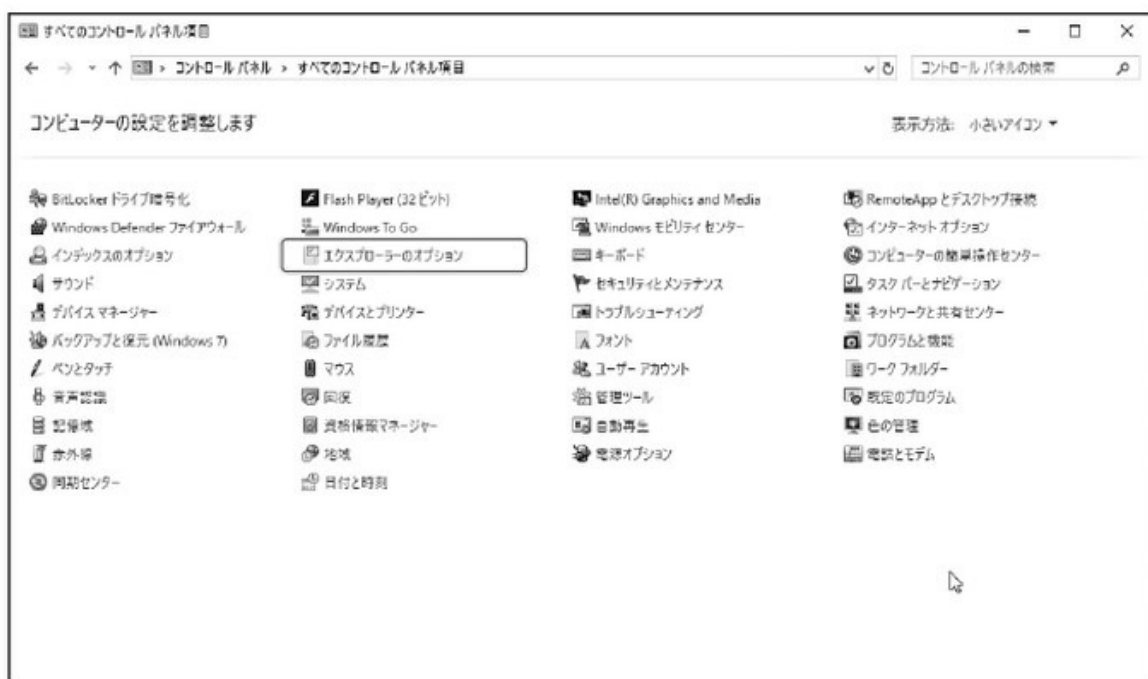 すべてのコントロール パネル項目
コントロール パネル › すべてのコントロール パネル項目
コントロール パネルの検索
コンピューターの設定を調整します
表示方法: 小さいアイコン
BitLocker ドライブ暗号化
Flash Player (32 ビット)
Intel(R) Graphics and Media
RemoteApp とデスクトップ接続
Windows Defender ファイアウォール
Windows To Go
Windows モビリティ センター
インターネット オプション
インデックスのオプション
エクスプローラーのオプション
キーボード
コンピューターの簡単操作センター
サウンド
システム
セキュリティとメンテナンス
タスク バーとナビゲーション
デバイス マネージャー
デバイスとプリンター
トラブルシューティング
ネットワークと共有センター
バックアップと復元 (Windows 7)
ファイル履歴
フォント
プログラムと機能
ペンとタッチ
マウス
ユーザー アカウント
ワーク フォルダー
音声認識
回復
管理ツール
既定のプログラム
記憶域
資格情報マネージャー
自動再生
色の管理
赤外線
地域
電源オプション
電話とモデム
同期センター
日付と時刻